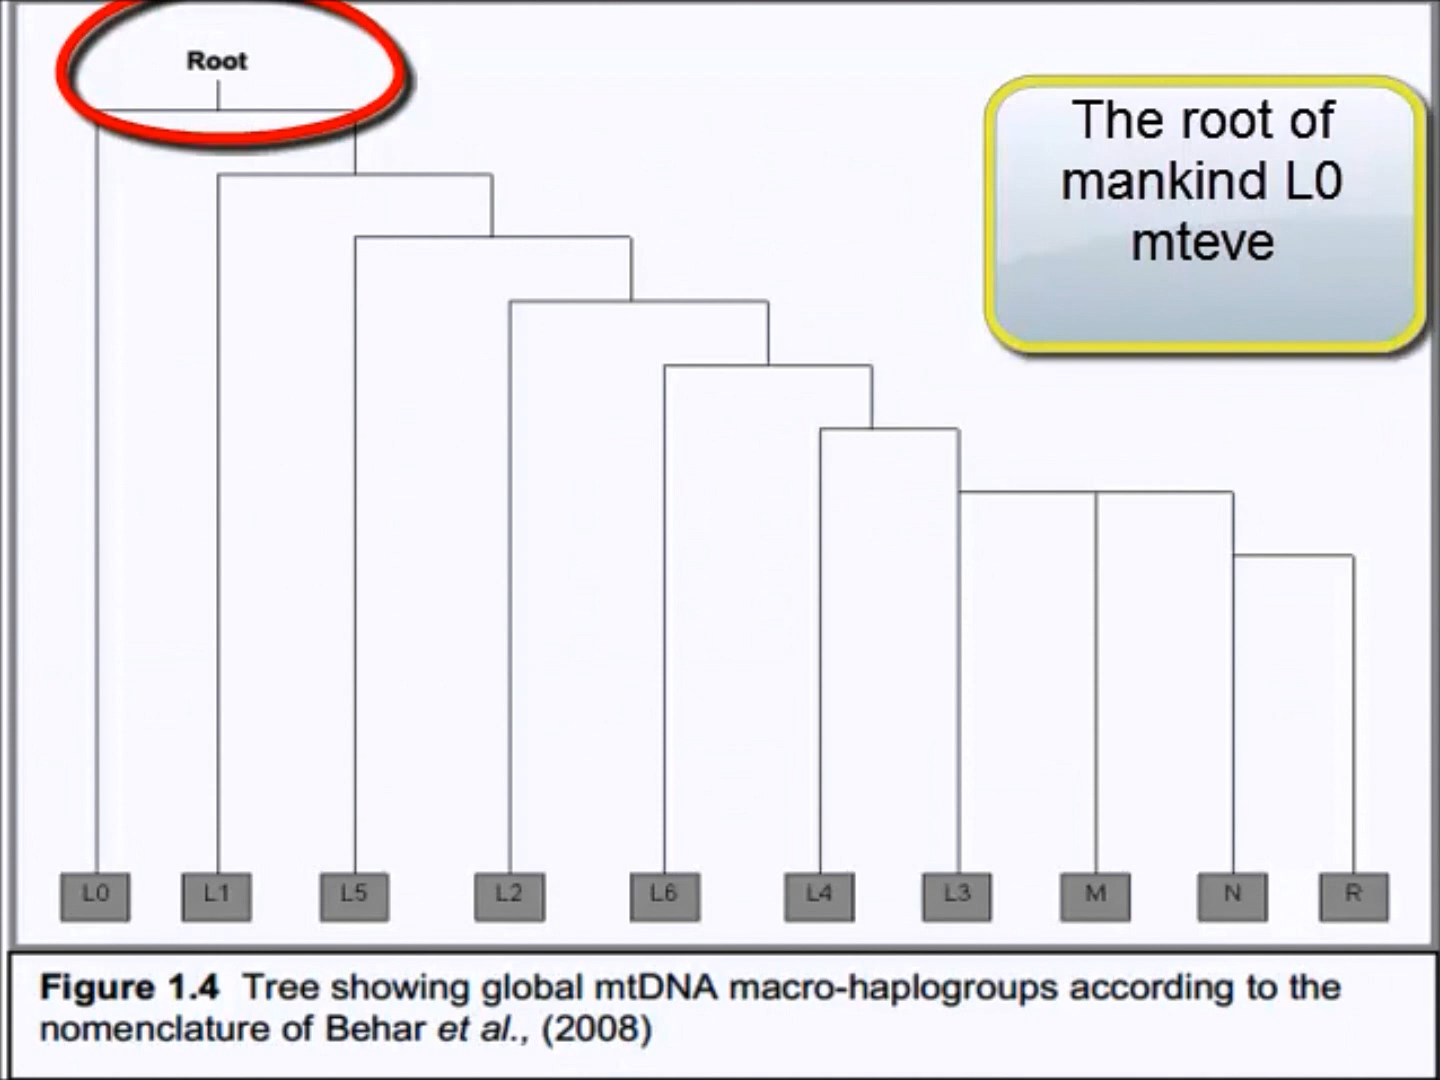 Root
The root of
mankind L0
mteve
L0 L1 L5 L2 L6 L4 L3 M N R
Figure 1.4 Tree showing global mtDNA macro-haplogroups according to the
nomenclature of Behar et al., (2008)